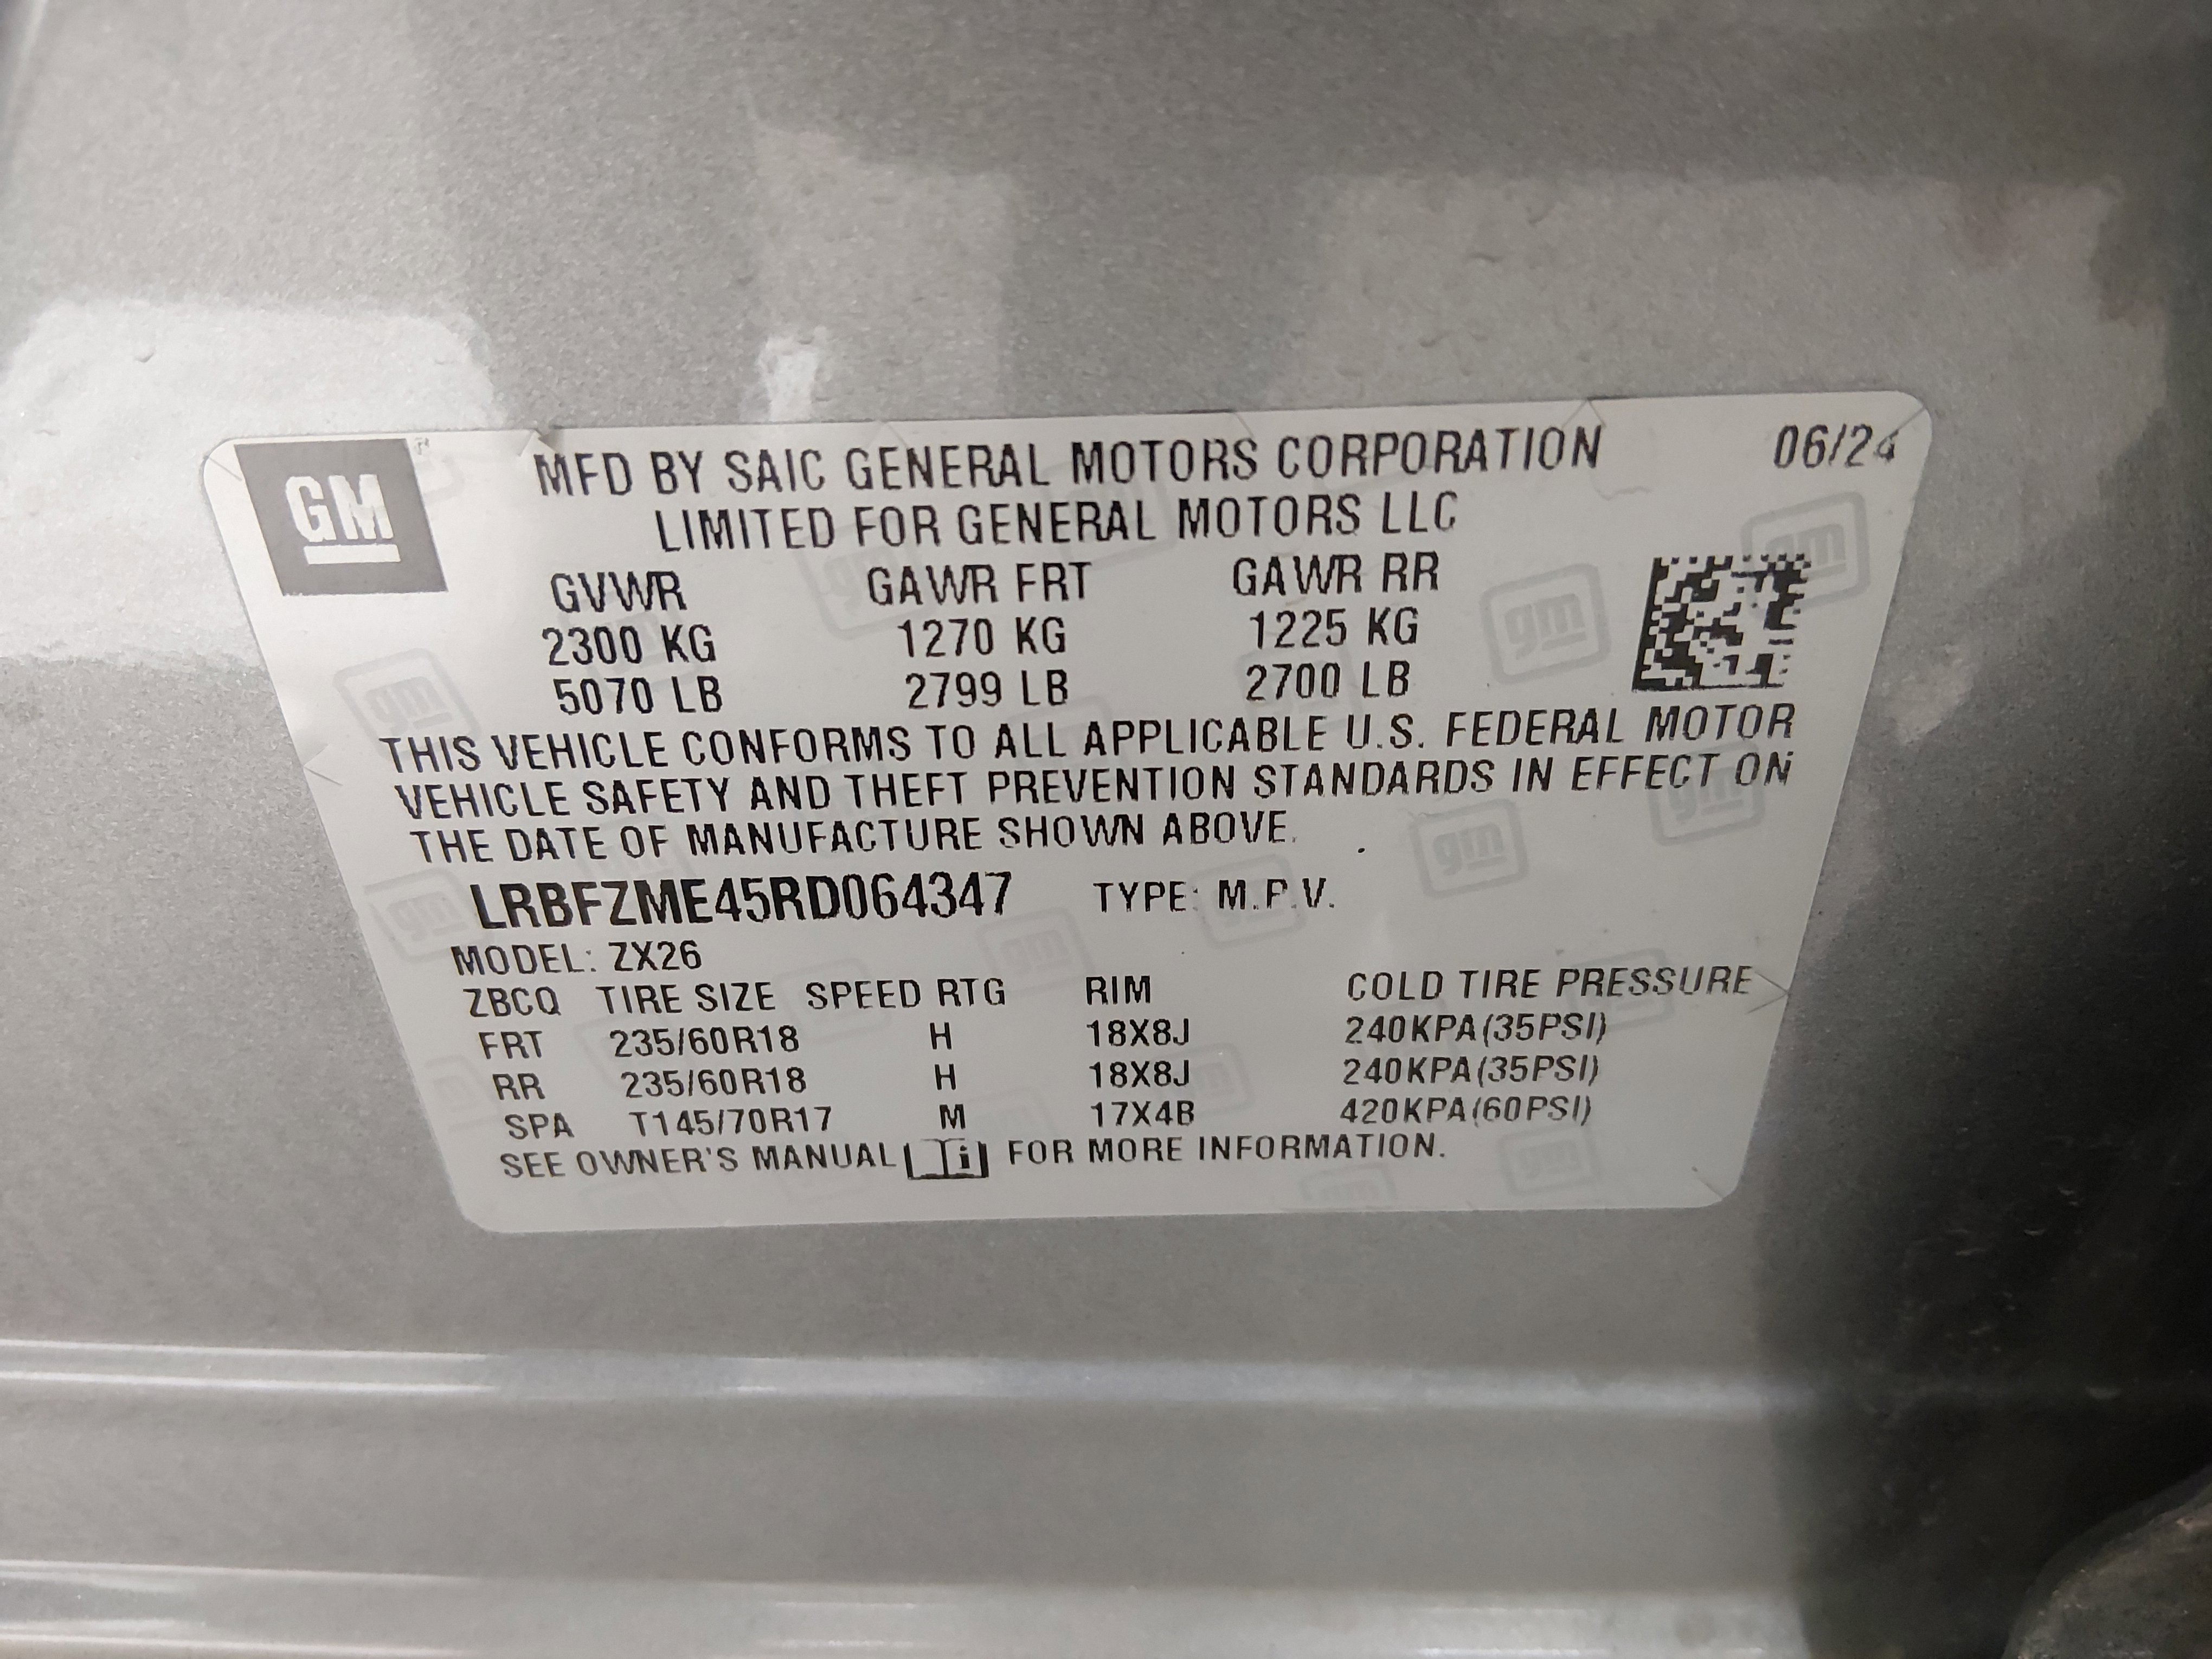 GM
MFD BY SAIC GENERAL MOTORS CORPORATION 06/24
LIMITED FOR GENERAL MOTORS LLC
GVWR GAWR FRT GAWR RR
2300 KG 1270 KG 1225 KG
5070 LB 2799 LB 2700 LB
THIS VEHICLE CONFORMS TO ALL APPLICABLE U.S. FEDERAL MOTOR
VEHICLE SAFETY AND THEFT PREVENTION STANDARDS IN EFFECT ON
THE DATE OF MANUFACTURE SHOWN ABOVE.
LRBFZME45RD064347 TYPE: M.P.V.
MODEL: ZX26
ZBCQ TIRE SIZE SPEED RTG RIM COLD TIRE PRESSURE
FRT 235/60R18 H 18X8J 240KPA(35PSI)
RR 235/60R18 H 18X8J 240KPA(35PSI)
SPA T145/70R17 M 17X4B 420KPA(60PSI)
SEE OWNER'S MANUAL i FOR MORE INFORMATION.